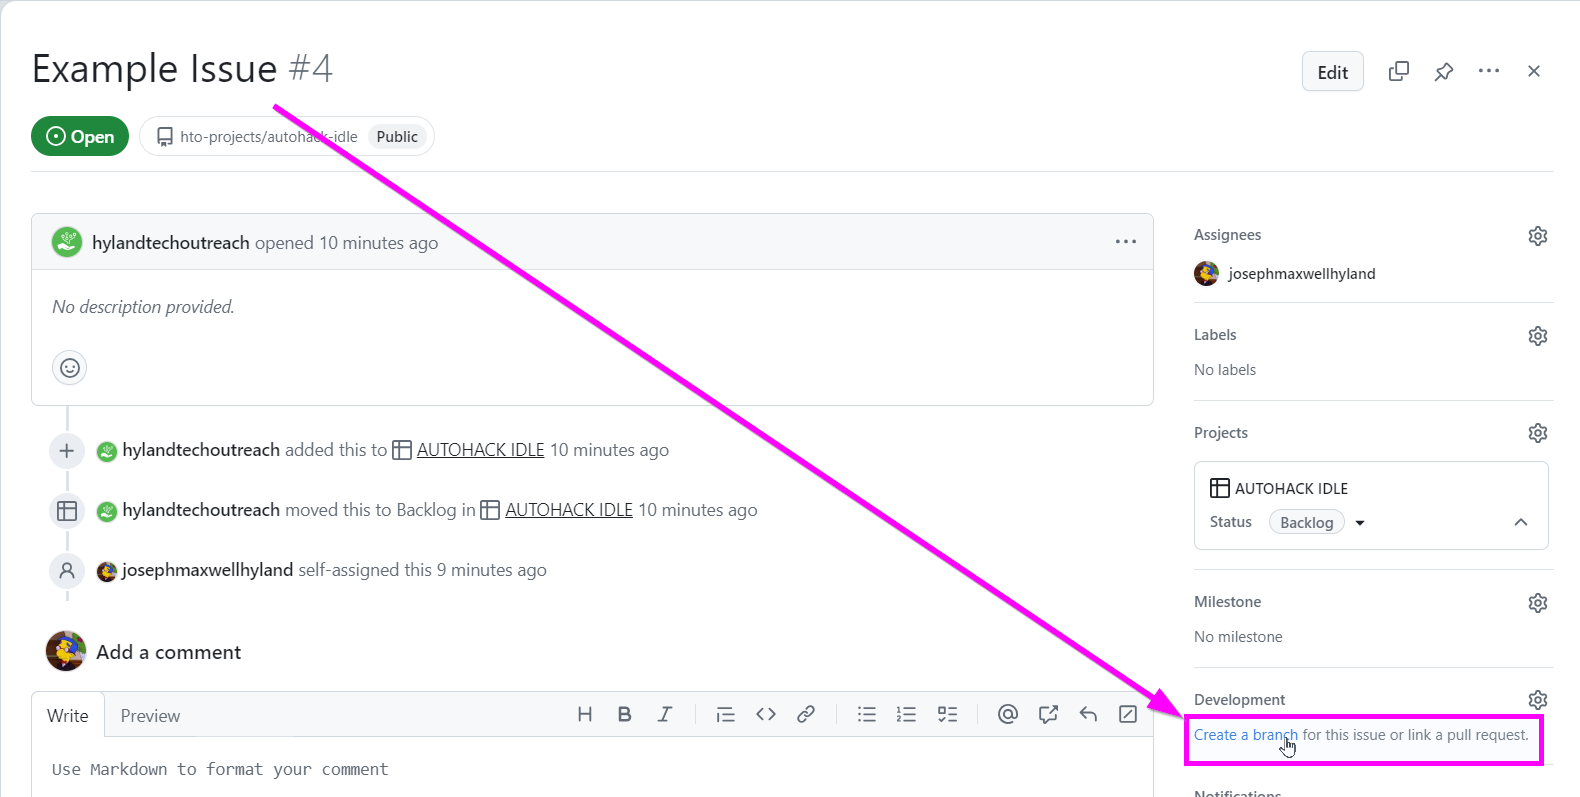 Example Issue #4
Edit
Open
hto-projects/autohack-idle Public
hylandtechoutreach opened 10 minutes ago
No description provided.
hylandtechoutreach added this to AUTOHACK IDLE 10 minutes ago
hylandtechoutreach moved this to Backlog in AUTOHACK IDLE 10 minutes ago
josephmaxwellhyland self-assigned this 9 minutes ago
Add a comment
Write Preview
Use Markdown to format your comment
Assignees
josephmaxwellhyland
Labels
No labels
Projects
AUTOHACK IDLE
Status Backlog
Milestone
No milestone
Development
Create a branch for this issue or link a pull request.
Notifications